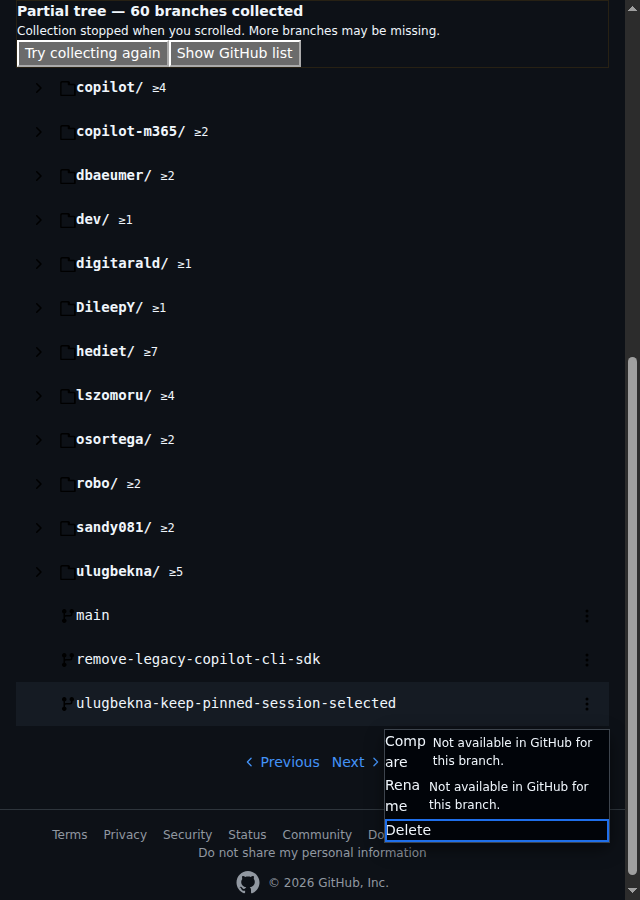 Partial tree — 60 branches collected
Collection stopped when you scrolled. More branches may be missing.
Try collecting again
Show GitHub list
copilot/ ≥4
copilot-m365/ ≥2
dbaeumer/ ≥2
dev/ ≥1
digitarald/ ≥1
DileepY/ ≥1
hediet/ ≥7
lszomoru/ ≥4
osortega/ ≥2
robo/ ≥2
sandy081/ ≥2
ulugbekna/ ≥5
main
remove-legacy-copilot-cli-sdk
ulugbekna-keep-pinned-session-selected
Previous Next
Comp
are
Not available in GitHub for
this branch.
Rena
me
Not available in GitHub for
this branch.
Delete
Terms Privacy Security Status Community Do
Do not share my personal information
© 2026 GitHub, Inc.